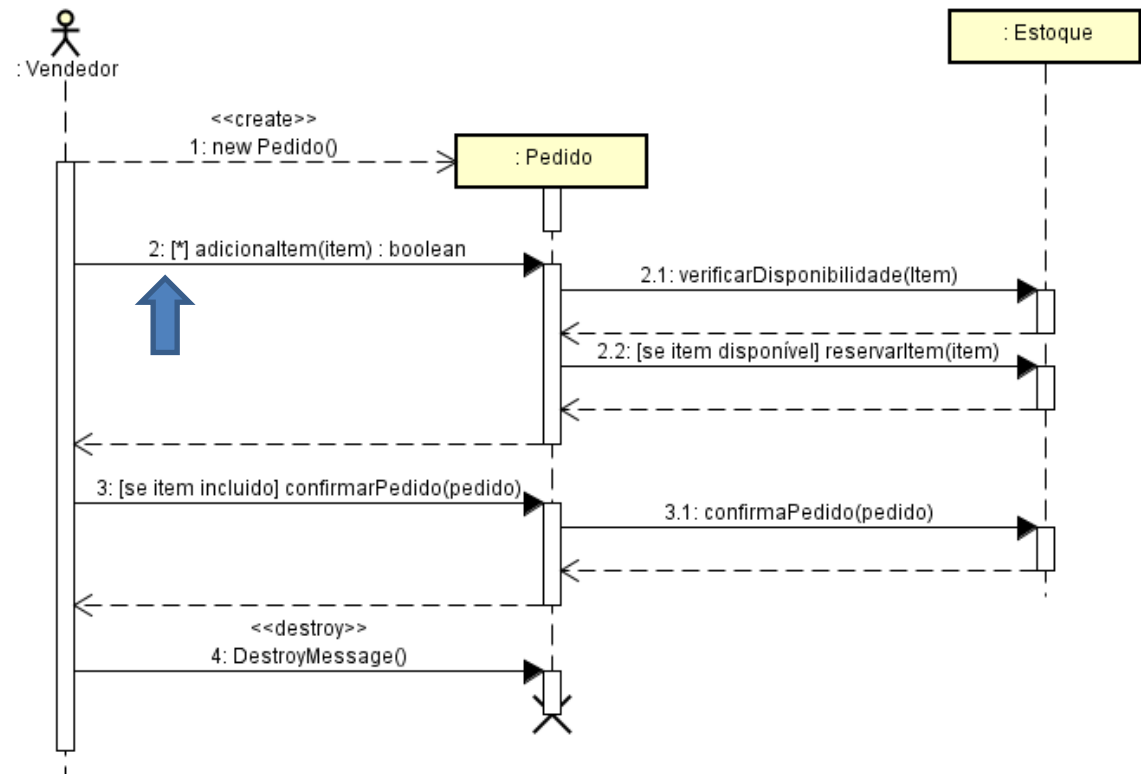 : Vendedor
: Estoque
<<create>>
1: new Pedido()
: Pedido
2: [*] adicionaItem(item) : boolean
2.1: verificarDisponibilidade(Item)
2.2: [se item disponível] reservarItem(item)
3: [se item incluido] confirmarPedido(pedido)
3.1: confirmaPedido(pedido)
<<destroy>>
4: DestroyMessage()